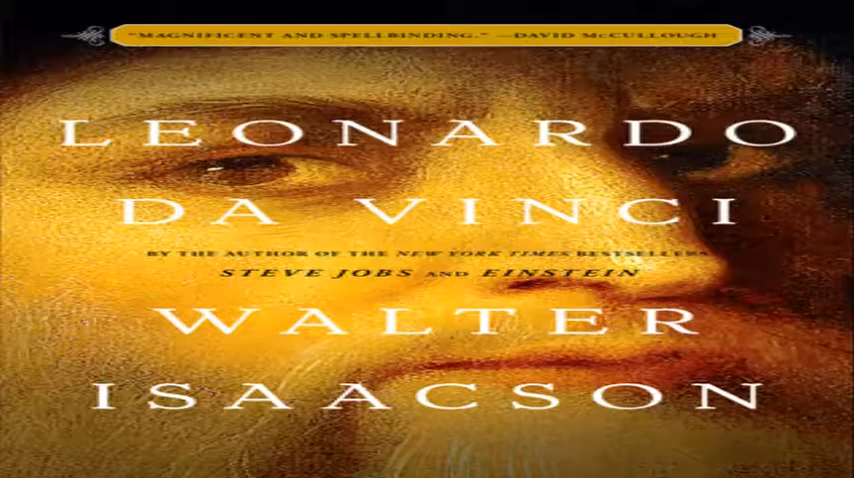 "MAGNIFICENT AND SPELLBINDING." —DAVID McCULLOUGH
LEONARDO
DA VINCI
BY THE AUTHOR OF THE NEW YORK TIMES BESTSELLERS
STEVE JOBS AND EINSTEIN
WALTER
ISAACSON